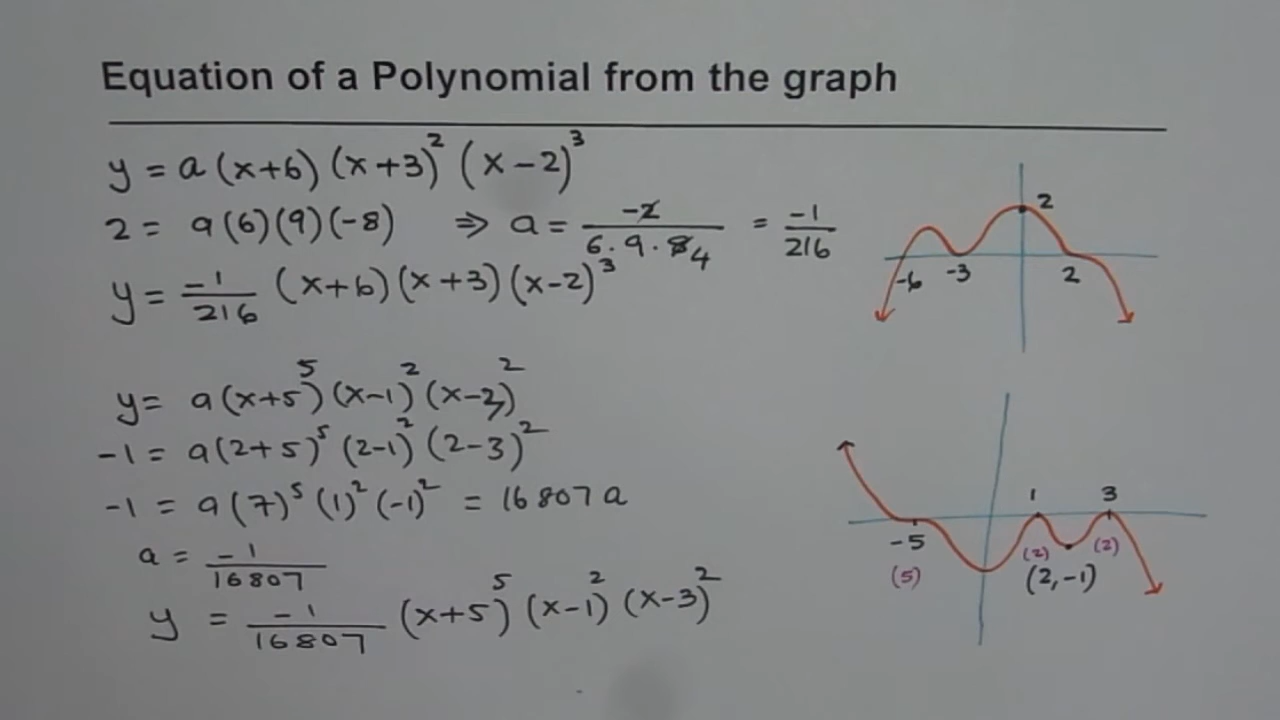 Equation of a Polynomial from the graph
y = a (x+6) (x+3)² (x-2)³
2 = a(6)(9)(-8) ⇒ a = -2/6.9.84 = -1/216
y = -1/216 (x+6)(x+3)(x-2)³
y = a(x+5)⁵(x-1)²(x-3)²
-1 = a(2+5)⁵(2-1)²(2-3)²
-1 = a(7)⁵(1)²(-1)² = 16807a
a = -1/16807
y = -1/16807 (x+5)⁵(x-1)²(x-3)²
2
-6 -3 2
1 3
-5 (2) (2)
(5) (2,-1)